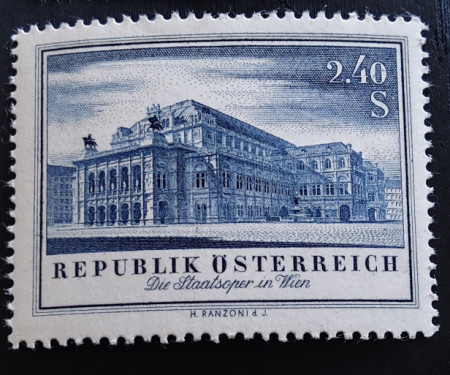 2.40
S
REPUBLIK ÖSTERREICH
Die Staatsoper in Wien
H. RANZONI d. J.